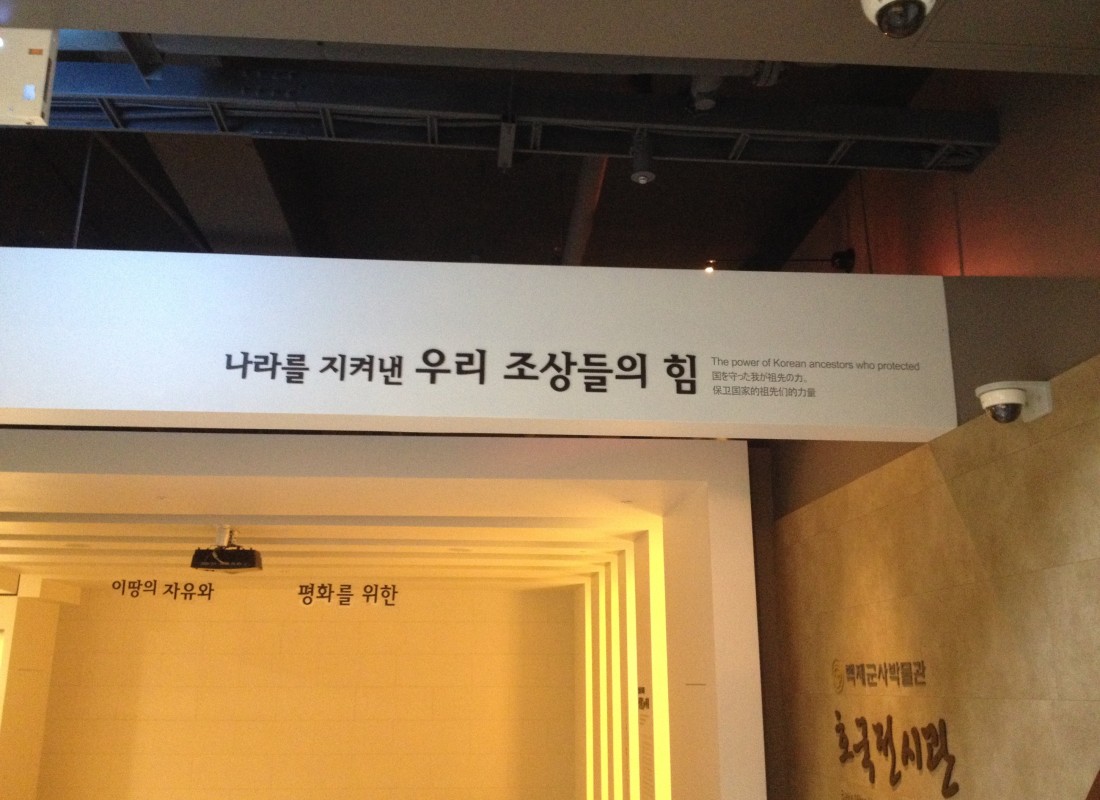 나라를 지켜낸 우리 조상들의 힘
The power of Korean ancestors who protected
国を守った我が祖先の力。
保卫国家的祖先们的力量
이땅의 자유와 평화를 위한
백제군사박물관
호국전시관